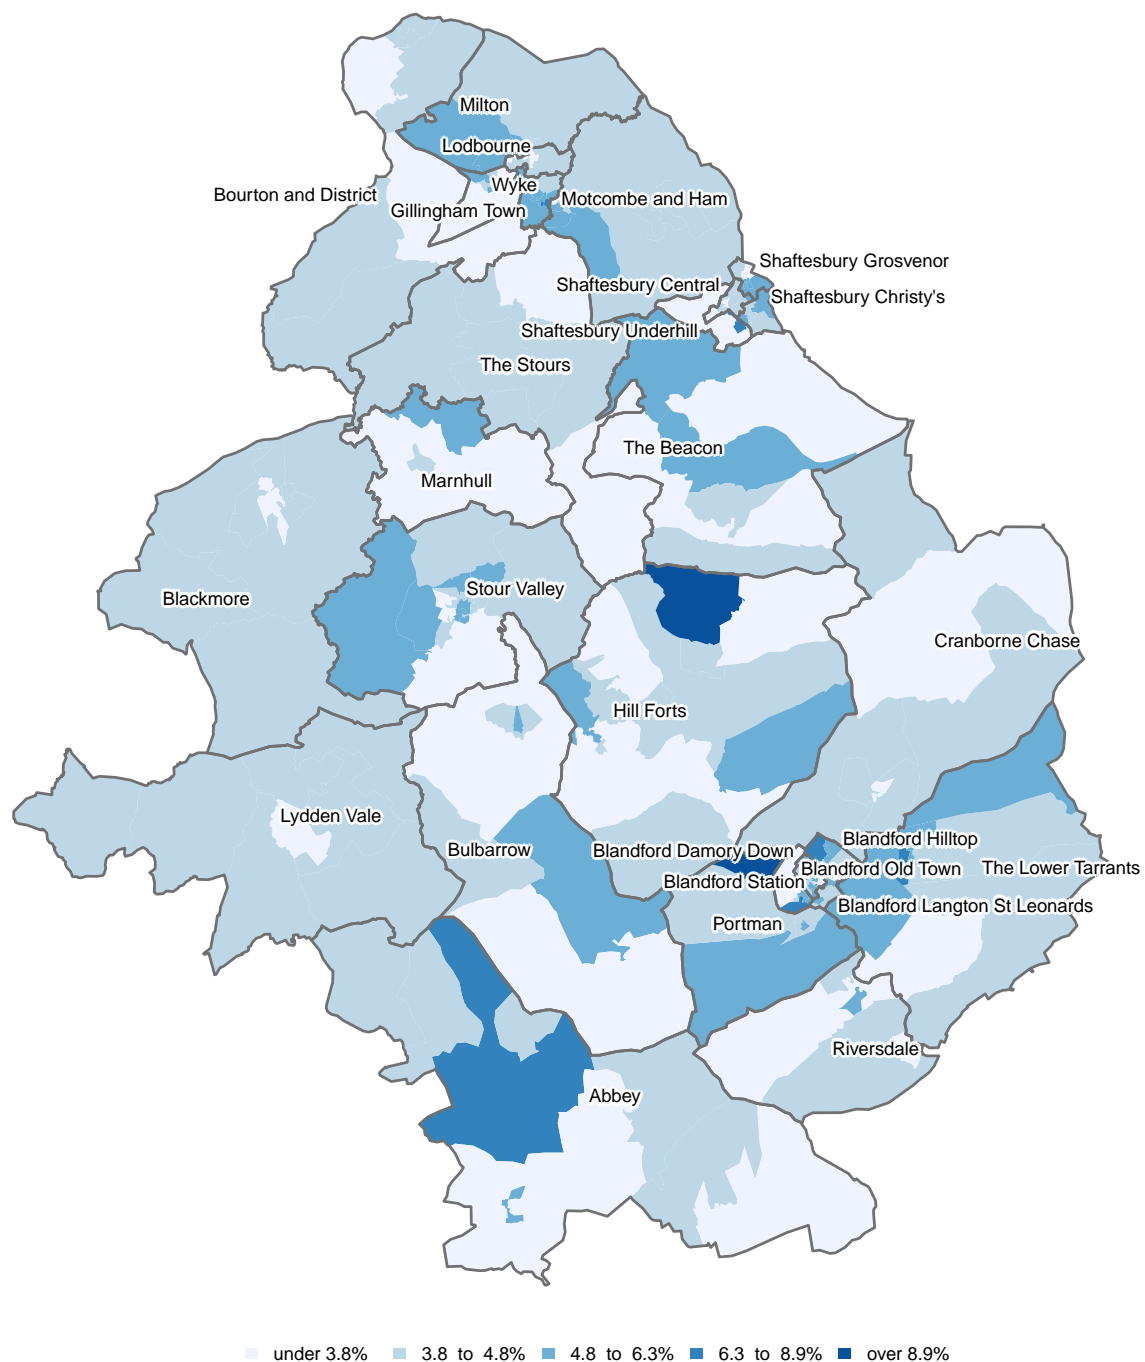 Milton
Lodbourne
Wyke
Bourton and District
Motcombe and Ham
Gillingham Town
Shaftesbury Grosvenor
Shaftesbury Central
Shaftesbury Christy's
Shaftesbury Underhill
The Stours
The Beacon
Marnhull
Stour Valley
Blackmore
Cranborne Chase
Hill Forts
Lydden Vale
Blandford Hilltop
Bulbarrow
Blandford Damory Down
Blandford Old Town
The Lower Tarrants
Blandford Station
Blandford Langton St Leonards
Portman
Riversdale
Abbey
under 3.8% 3.8 to 4.8% 4.8 to 6.3% 6.3 to 8.9% over 8.9%